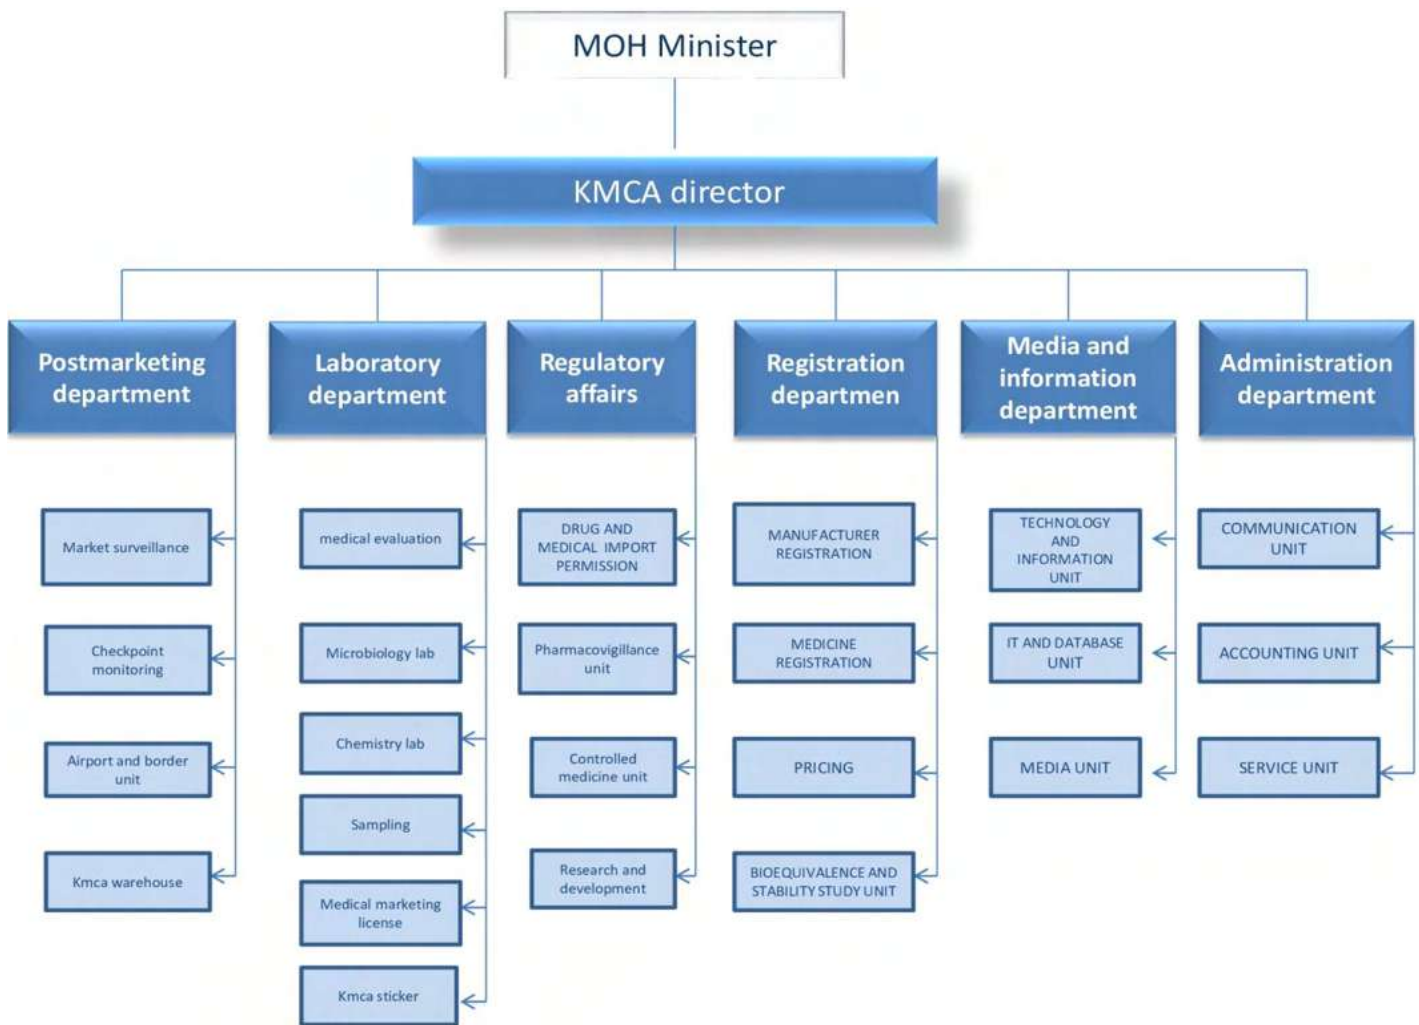 MOH Minister
KMCA director
Postmarketing
department
Laboratory
department
Regulatory
affairs
Registration
departmen
Media and
information
department
Administration
department
Market surveillance
Checkpoint
monitoring
Airport and border
unit
Kmca warehouse
medical evaluation
Microbiology lab
Chemistry lab
Sampling
Medical marketing
license
Kmca sticker
DRUG AND
MEDICAL IMPORT
PERMISSION
Pharmacovigillance
unit
Controlled
medicine unit
Research and
development
MANUFACTURER
REGISTRATION
MEDICINE
REGISTRATION
PRICING
BIOEQUIVALENCE AND
STABILITY STUDY UNIT
TECHNOLOGY
AND
INFORMATION
UNIT
IT AND DATABASE
UNIT
MEDIA UNIT
COMMUNICATION
UNIT
ACCOUNTING UNIT
SERVICE UNIT